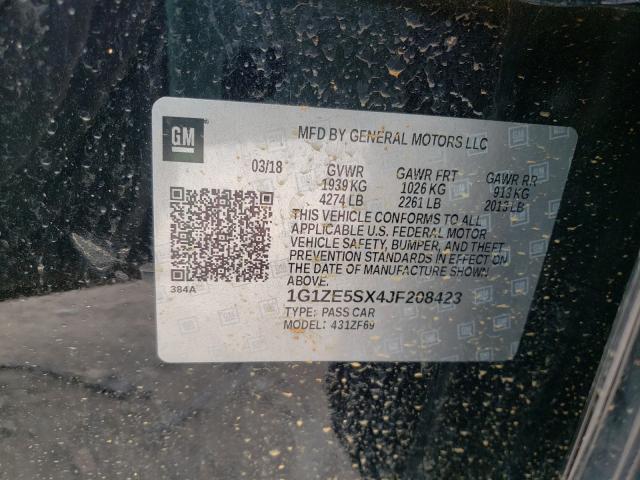 GM
MFD BY GENERAL MOTORS LLC
03/18 GVWR GAWR FRT GAWR RR
1939 KG 1026 KG 913 KG
4274 LB 2261 LB 2013 LB
THIS VEHICLE CONFORMS TO ALL
APPLICABLE U.S. FEDERAL MOTOR
VEHICLE SAFETY, BUMPER, AND THEFT
PREVENTION STANDARDS IN EFFECT ON
THE DATE OF MANUFACTURE SHOWN
ABOVE.
384A
1G1ZE5SX4JF208423
TYPE: PASS CAR
MODEL: 431ZF69